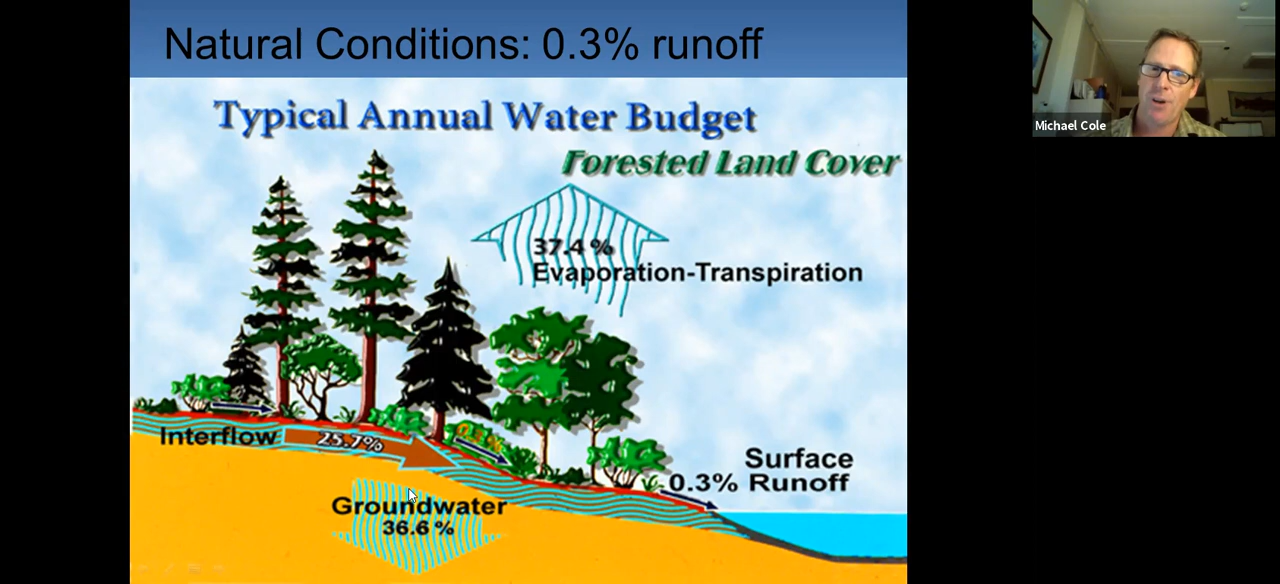 Natural Conditions: 0.3% runoff
Michael Cole
Typical Annual Water Budget
Forested Land Cover
37.4 %
Evaporation-Transpiration
Interflow
25.7%
Surface
0.3% Runoff
Groundwater
36.6 %